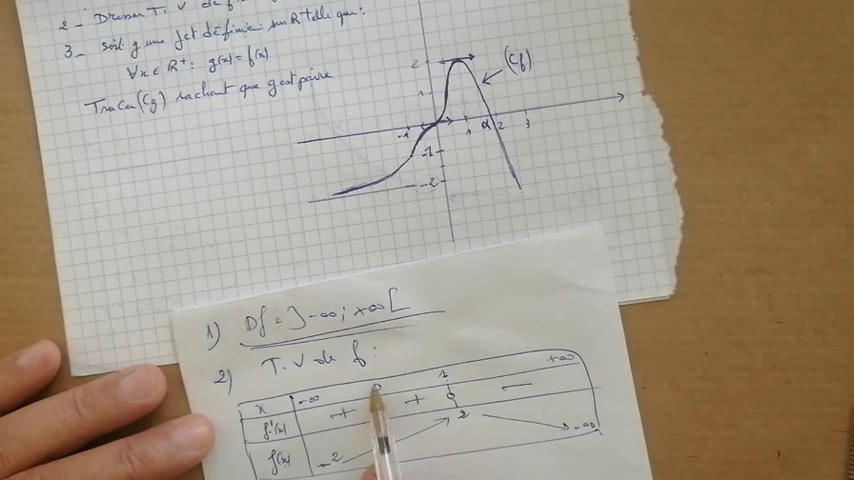 2 - Dresser T. V de f
3 - Soit g une fct définie sur R+ telle que :
∀x ∈ R+ : g(x) = f(x)
Tracer (Cg) sachant que g est paire
2
(Cf)
1
-1
1
α
2
3
-1
-2
1) Df = ]-∞; +∞[
2) T. V de f :
x -∞ 0 1 +∞
f'(x) + + 0 -
f(x) -2 2 -∞